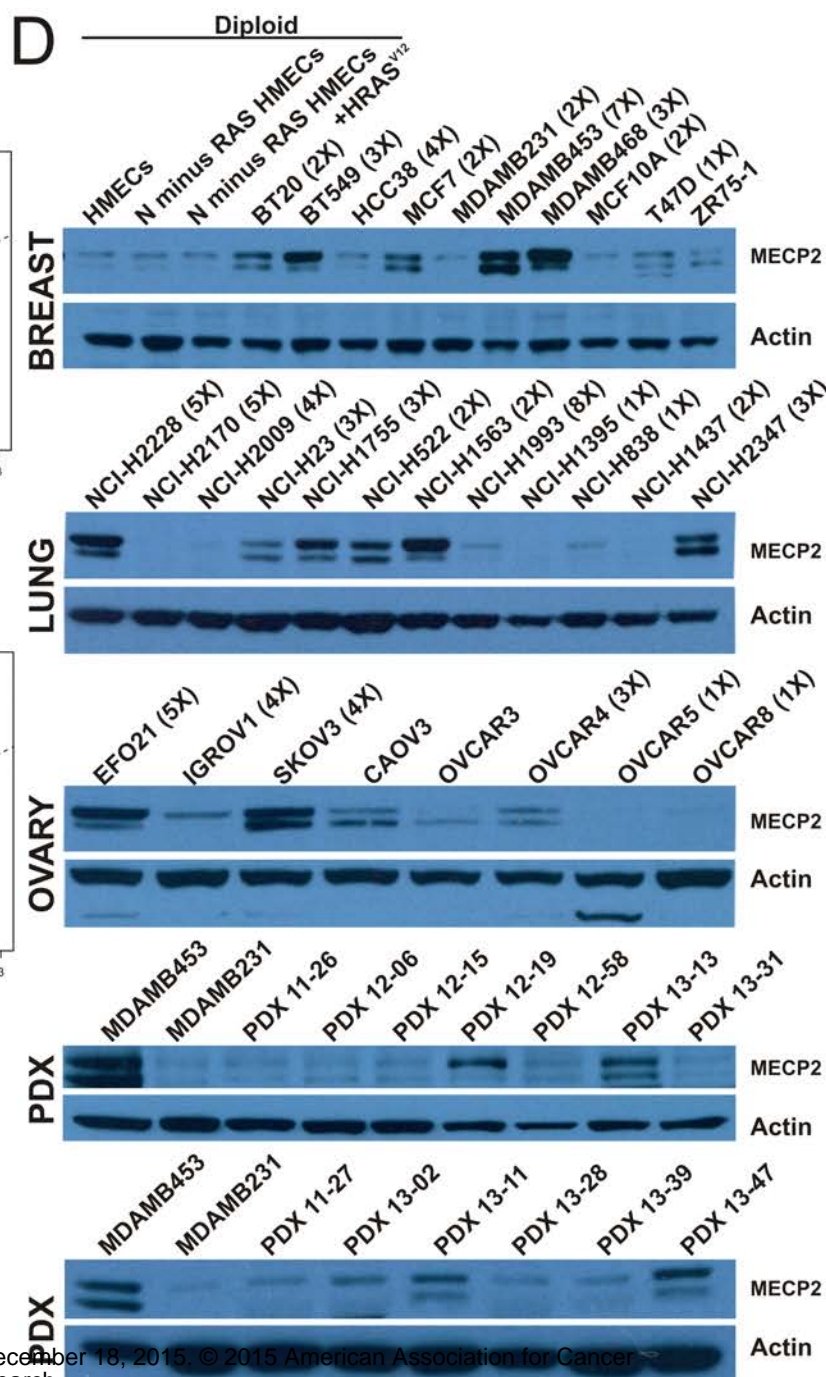 D
Diploid
HMECs
N minus RAS HMECs
N minus RAS HMECs
+HRASV12
BT20 (2X)
BT549 (3X)
HCC38 (4X)
MCF7 (2X)
MDAMB231 (2X)
MDAMB453 (7X)
MDAMB468 (3X)
MCF10A (2X)
T47D (1X)
ZR75-1
BREAST
MECP2
Actin
NCI-H2228 (5X)
NCI-H2170 (5X)
NCI-H2009 (4X)
NCI-H23 (3X)
NCI-H1755 (3X)
NCI-H522 (2X)
NCI-H1563 (2X)
NCI-H1993 (8X)
NCI-H1395 (1X)
NCI-H838 (1X)
NCI-H1437 (2X)
NCI-H2347 (3X)
LUNG
MECP2
Actin
EFO21 (5X)
IGROV1 (4X)
SKOV3 (4X)
CAOV3
OVCAR3
OVCAR4 (3X)
OVCAR5 (1X)
OVCAR8 (1X)
OVARY
MECP2
Actin
MDAMB453
MDAMB231
PDX 11-26
PDX 12-06
PDX 12-15
PDX 12-19
PDX 12-58
PDX 13-13
PDX 13-31
PDX
MECP2
Actin
MDAMB453
MDAMB231
PDX 11-27
PDX 13-02
PDX 13-11
PDX 13-28
PDX 13-39
PDX 13-47
PDX
MECP2
Actin
ecember 18, 2015. © 2015 American Association for Cancer